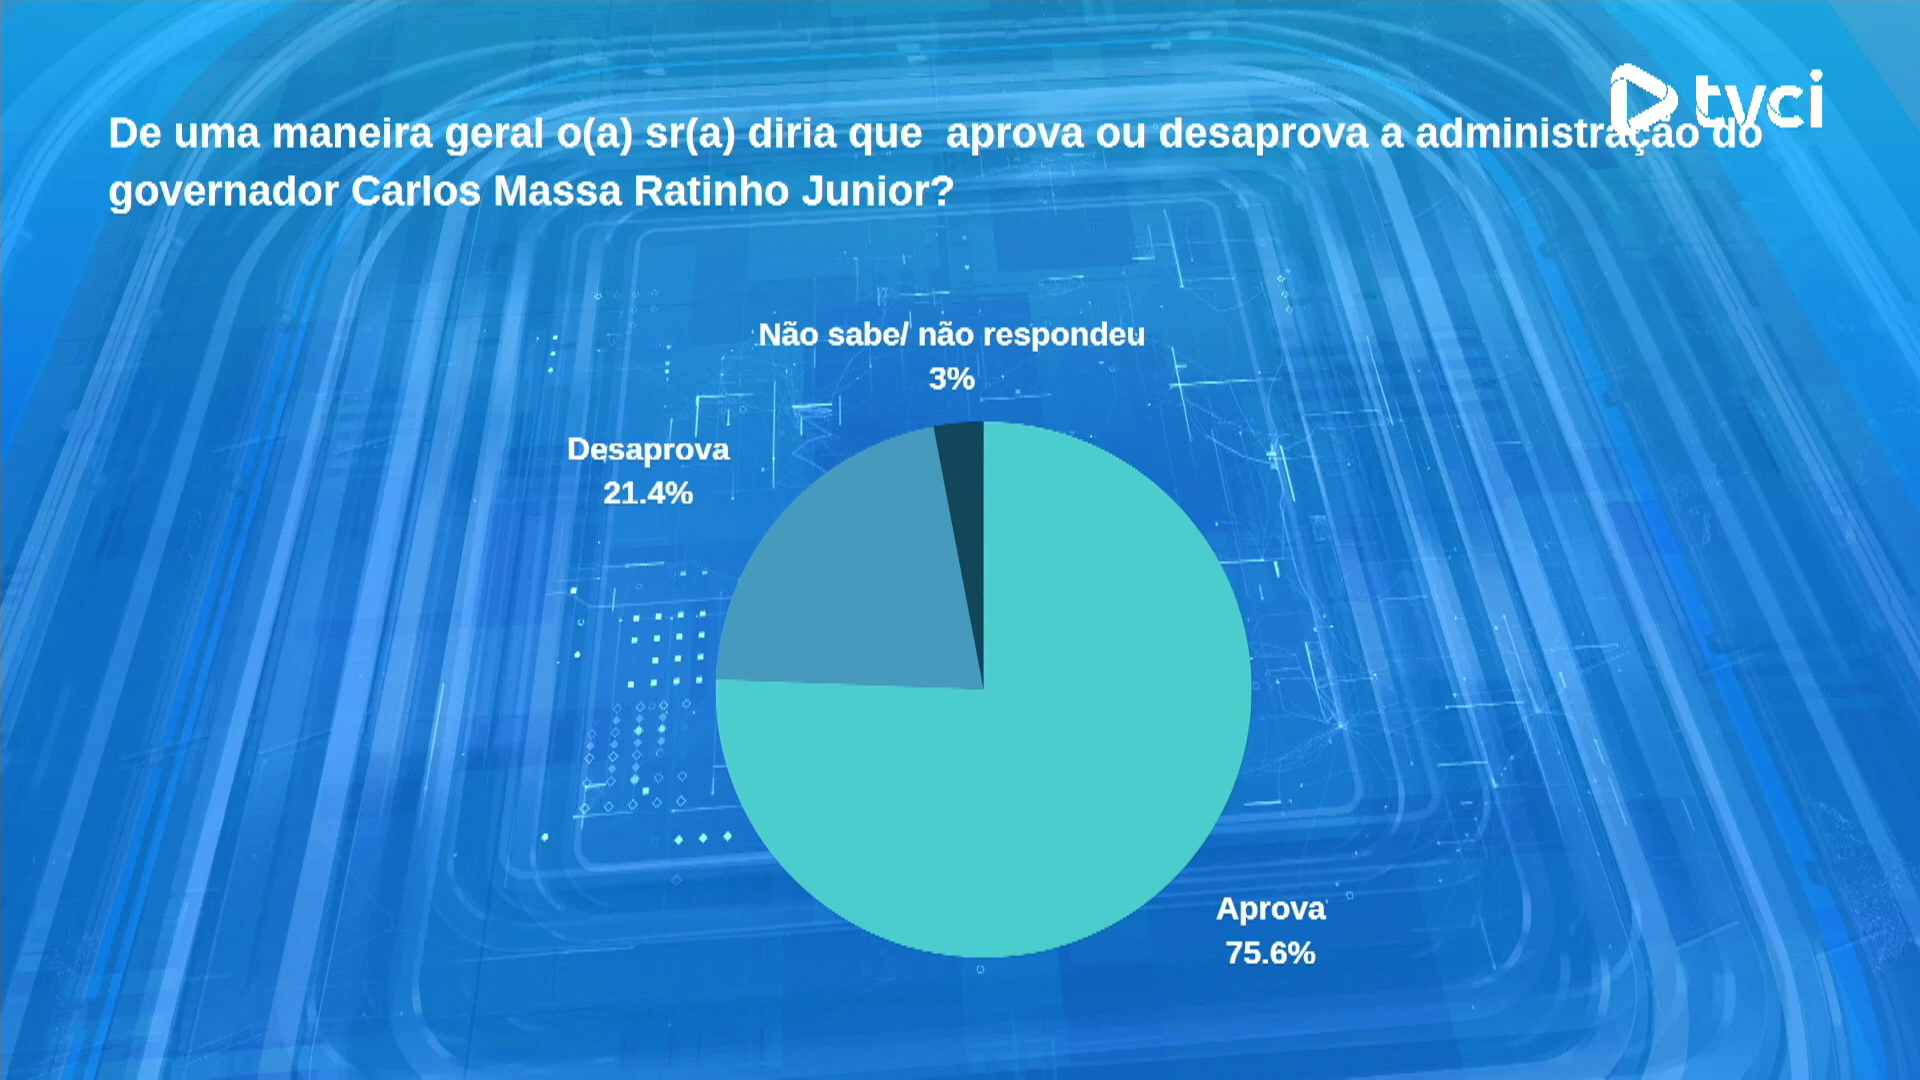 tvci
De uma maneira geral o(a) sr(a) diria que  aprova ou desaprova a administração do
governador Carlos Massa Ratinho Junior?
Não sabe/ não respondeu
3%
Desaprova
21.4%
Aprova
75.6%